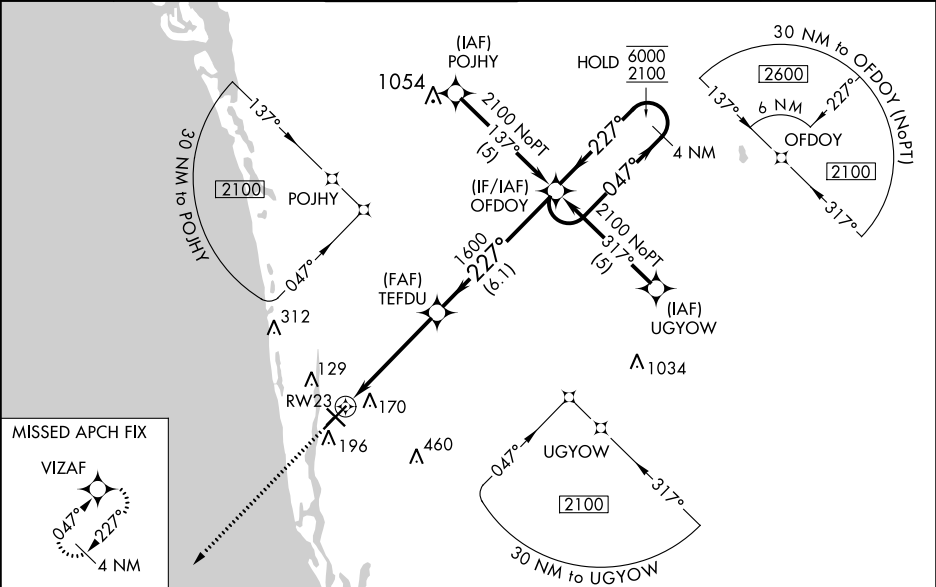 (IAF)
POJHY
1054
2100 NoPT
137°
(5)
HOLD
6000
2100
227°
047°
4 NM
30 NM to OFDOY (NoPT)
2600
137°
6 NM
227°
OFDOY
2100
317°
137°
2100
POJHY
30 NM to POJHY
047°
(IF/IAF)
OFDOY
2100 NoPT
317°
(5)
1600
227°
(6.1)
(FAF)
TEFDU
(IAF)
UGYOW
312
129
RW23
170
196
460
1034
047°
UGYOW
317°
2100
30 NM to UGYOW
MISSED APCH FIX
VIZAF
047°
227°
4 NM